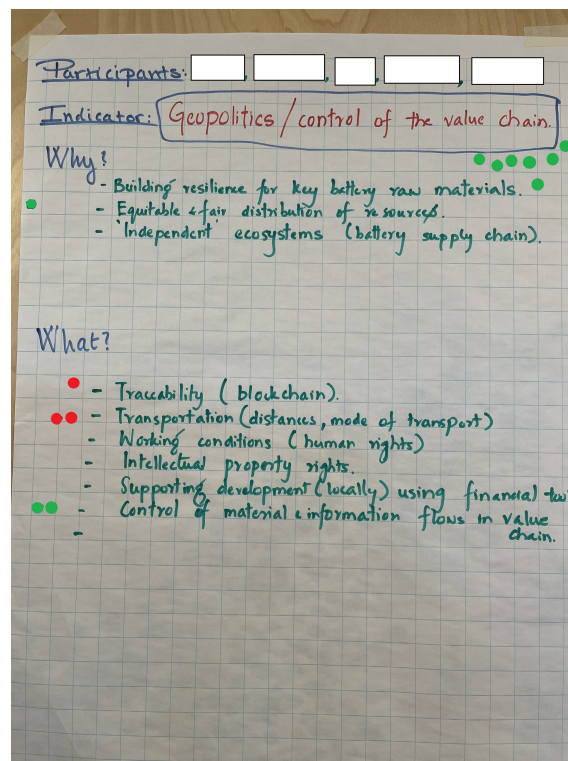 Participants:
Indicator: Geopolitics / control of the value chain.
Why?
- Building resilience for key battery raw materials.
- Equitable & fair distribution of resources.
- 'Independent' ecosystems (battery supply chain).
What?
- Traccability (blockchain).
- Transportation (distances, mode of transport)
- Working conditions (human rights)
- Intellectual property rights.
- Supporting development (locally) using financial
- Control of material & information flows in value
chain.
-